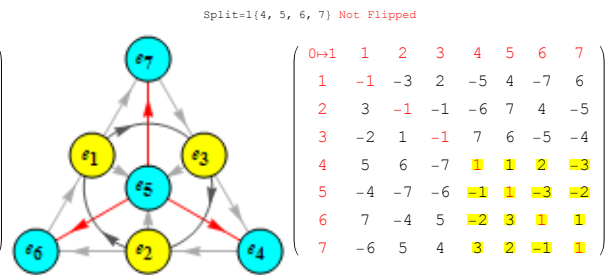 Split=1{4, 5, 6, 7} Not Flipped
e7
e1
e3
e5
e6
e2
e4
0↦1 1 2 3 4 5 6 7
1 -1 -3 2 -5 4 -7 6
2 3 -1 -1 -6 7 4 -5
3 -2 1 -1 7 6 -5 -4
4 5 6 -7 1 1 2 -3
5 -4 -7 -6 -1 1 -3 -2
6 7 -4 5 -2 3 1 1
7 -6 5 4 3 2 -1 1